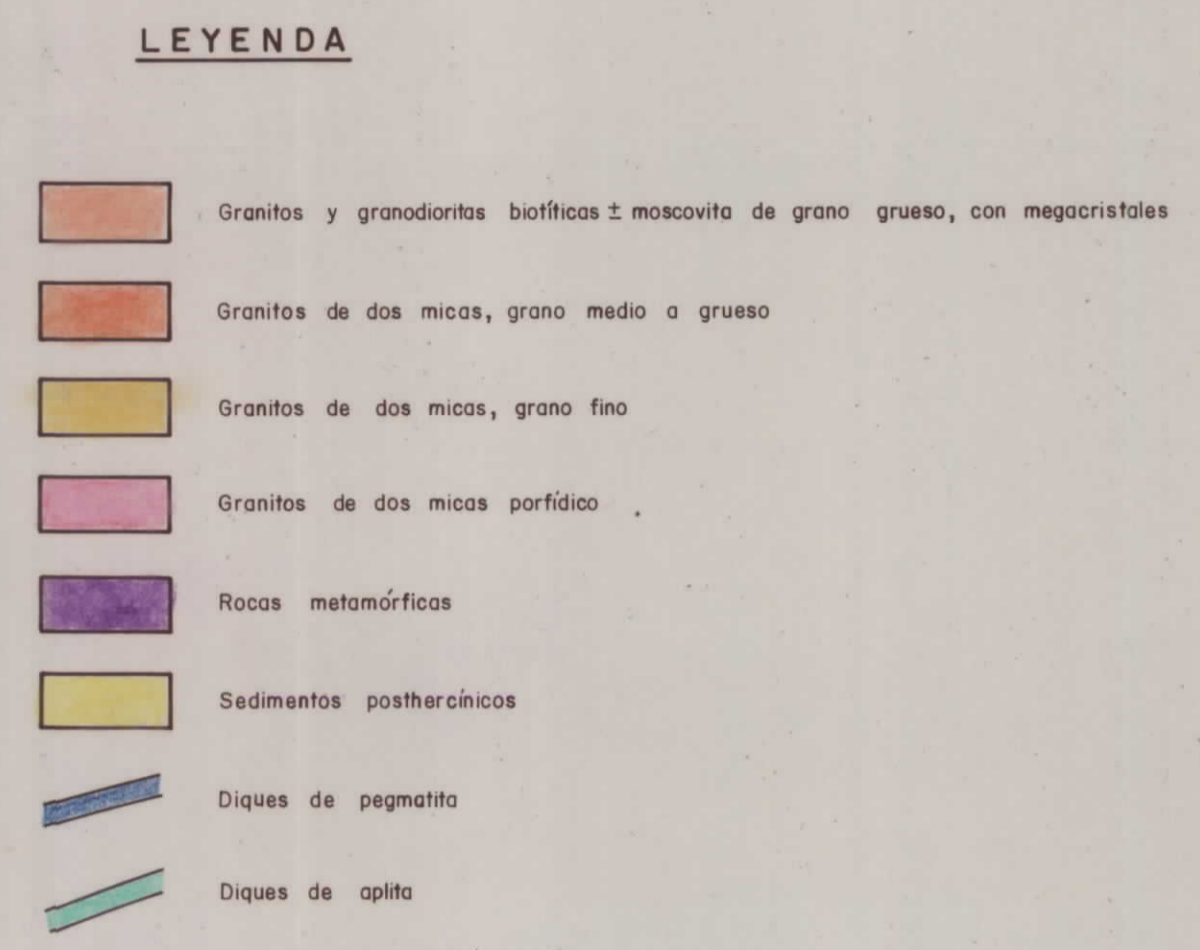 LEYENDA
Granitos y granodioritas biotíticas ± moscovita de grano grueso, con megacristales
Granitos de dos micas, grano medio a grueso
Granitos de dos micas, grano fino
Granitos de dos micas porfídico
Rocas metamórficas
Sedimentos posthercínicos
Diques de pegmatita
Diques de aplita